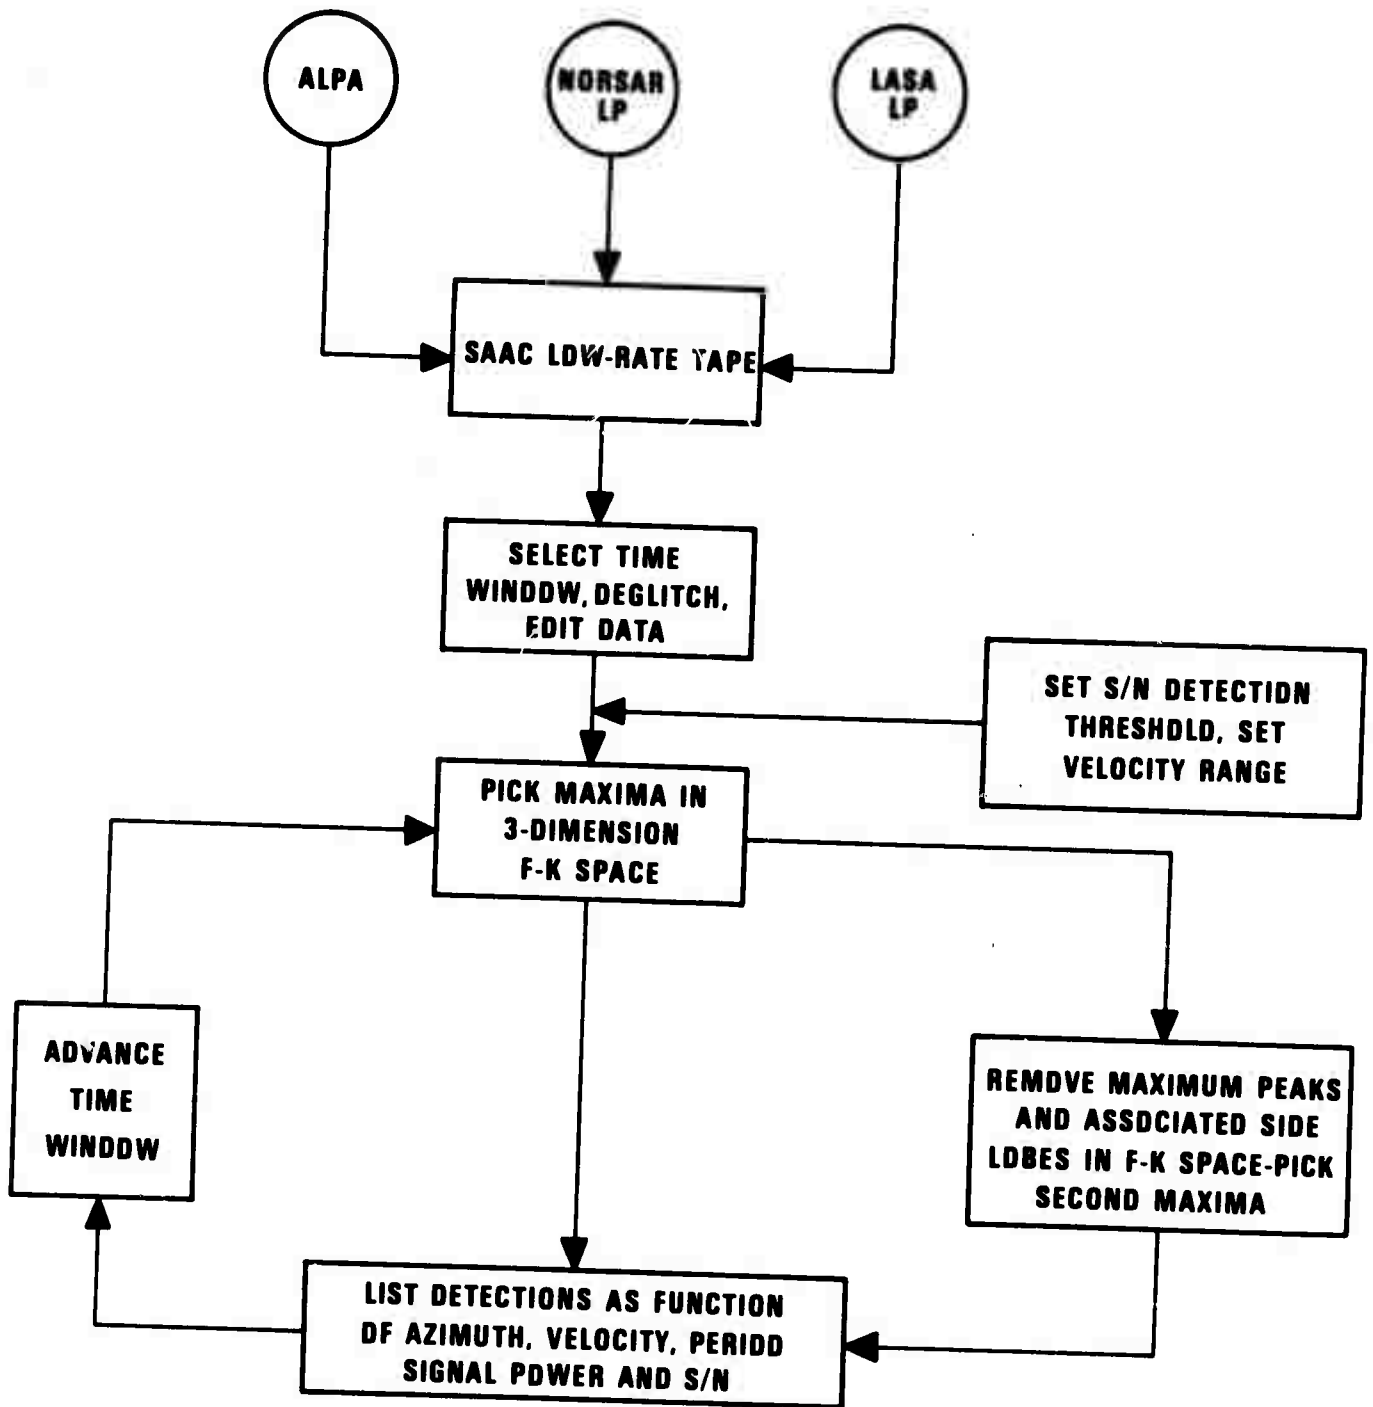 ALPA
NORSAR
LP
LASA
LP
SAAC LDW-RATE TAPE
SELECT TIME
WINDDW, DEGLITCH,
EDIT DATA
SET S/N DETECTIDN
THRESHDLD, SET
VELOCITY RANGE
PICK MAXIMA IN
3-DIMENSION
F-K SPACE
ADVANCE
TIME
WINDDW
REMDVE MAXIMUM PEAKS
AND ASSDCIATED SIDE
LDBES IN F-K SPACE-PICK
SECOND MAXIMA
LIST DETECTIONS AS FUNCTION
DF AZIMUTH, VELOCITY, PERIDD
SIGNAL PDWER AND S/N